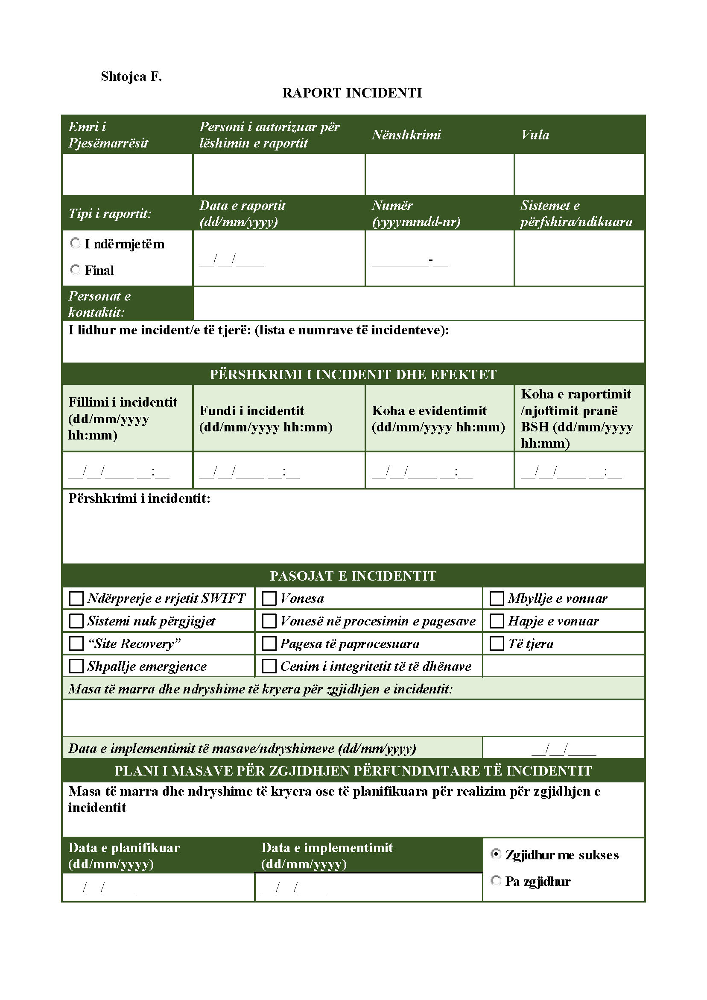 Shtojca F.
RAPORT INCIDENTI
Emri i
Pjesëmarrësit
Personi i autorizuar për
lëshimin e raportit
Nënshkrimi
Vula
Tipi i raportit:
Data e raportit
(dd/mm/yyyy)
Numër
(yyyymmdd-nr)
Sistemet e
përfshira/ndikuara
I ndërmjetëm
Final
__/__/____
________-__
Personat e
kontaktit:
I lidhur me incident/e të tjerë: (lista e numrave të incidenteve):
PËRSHKRIMI I INCIDENIT DHE EFEKTET
Fillimi i incidentit
(dd/mm/yyyy
hh:mm)
Fundi i incidentit
(dd/mm/yyyy hh:mm)
Koha e evidentimit
(dd/mm/yyyy hh:mm)
Koha e raportimit
/njoftimit pranë
BSH (dd/mm/yyyy
hh:mm)
__/__/____ __:__
__/__/____ __:__
__/__/____ __:__
__/__/____ __:__
Përshkrimi i incidentit:
PASOJAT E INCIDENTIT
Ndërprerje e rrjetit SWIFT
Vonesa
Mbyllje e vonuar
Sistemi nuk përgjigjet
Vonesë në procesimin e pagesave
Hapje e vonuar
“Site Recovery”
Pagesa të paprocesuara
Të tjera
Shpallje emergjence
Cenim i integritetit të të dhënave
Masa të marra dhe ndryshime të kryera për zgjidhjen e incidentit:
Data e implementimit të masave/ndryshimeve (dd/mm/yyyy)
__/__/____
PLANI I MASAVE PËR ZGJIDHJEN PËRFUNDIMTARE TË INCIDENTIT
Masa të marra dhe ndryshime të kryera ose të planifikuara për realizim për zgjidhjen e
incidentit
Data e planifikuar
(dd/mm/yyyy)
Data e implementimit
(dd/mm/yyyy)
Zgjidhur me sukses
Pa zgjidhur
__/__/____
__/__/____